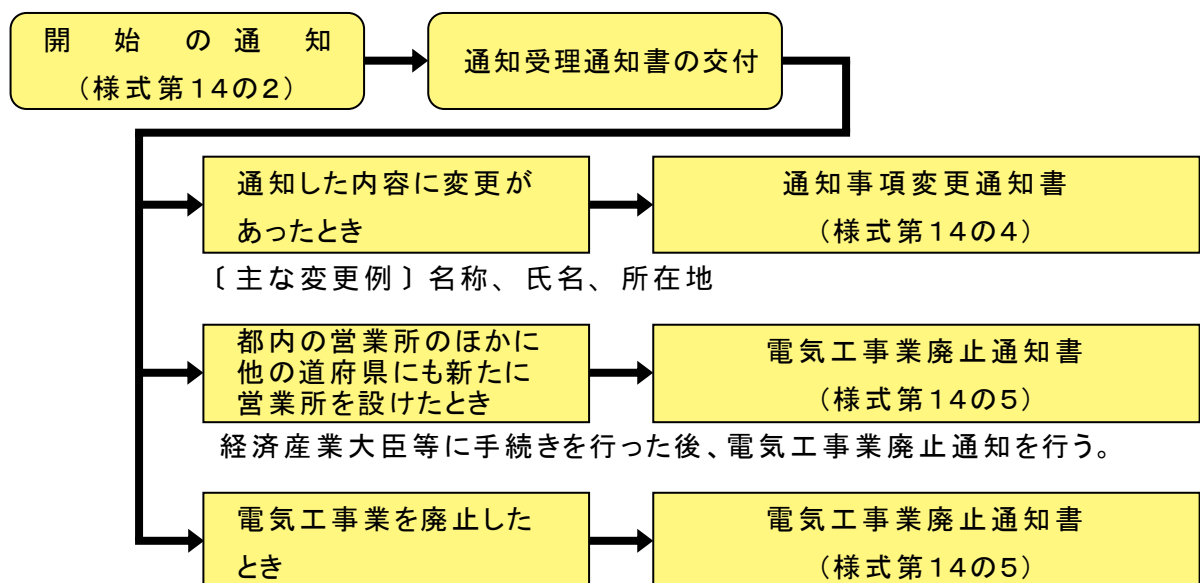 開始の通知
（様式第14の2）
通知受理通知書の交付
通知した内容に変更が
あったとき
通知事項変更通知書
（様式第14の4）
〔主な変更例〕名称、氏名、所在地
都内の営業所のほかに
他の道府県にも新たに
営業所を設けたとき
電気工事業廃止通知書
（様式第14の5）
経済産業大臣等に手続きを行った後、電気工事業廃止通知を行う。
電気工事業を廃止した
とき
電気工事業廃止通知書
（様式第14の5）